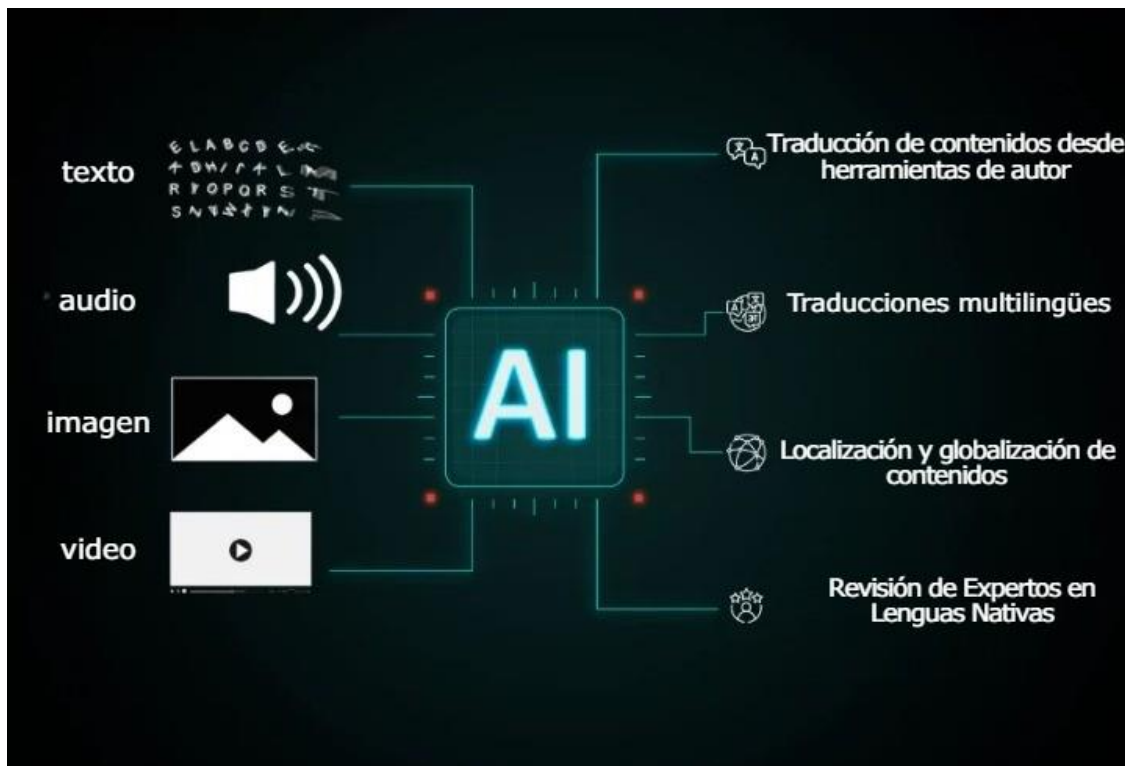 texto
E L A B C D E
audio
imagen
video
AI
Traducción de contenidos desde
herramientas de autor
Traducciones multilingües
Localización y globalización de
contenidos
Revisión de Expertos en
Lenguas Nativas